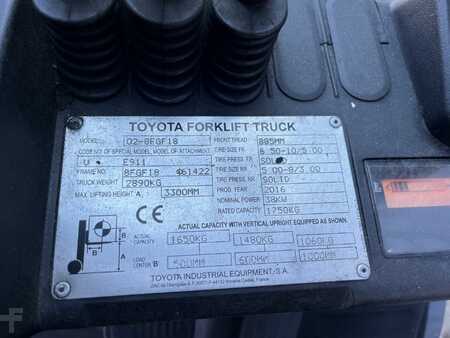 TOYOTA FORKLIFT TRUCK
MODEL 02-8FGF18 FRONT TREAD 885MM
CODE NO OF SPECIAL MODEL, MODEL OF ATTACHMENT TIRE SIZE FR 6 50-10/5.00
V E911 TIRE PRESS FR SOLID
FRAME NO. 8FGF18 61422 TIRE SIZE RR 5 00-8/3.00
TRUCK WEIGHT 2890KG TIRE PRESS RR SOLID
MAX. LIFTING HEIGHT A 3300MM PROD. YEAR 2016
NOMINAL POWER 38KW
RATED CAPACITY 1750KG
CE
ACTUAL CAPACITY WITH VERTICAL UPRIGHT EQUIPPED AS SHOWN
ACTUAL CAPACITY 1650KG 1480KG 1060KG
LOAD CENTER B 500MM 600MM 1000MM
TOYOTA INDUSTRIAL EQUIPMENT, S.A.